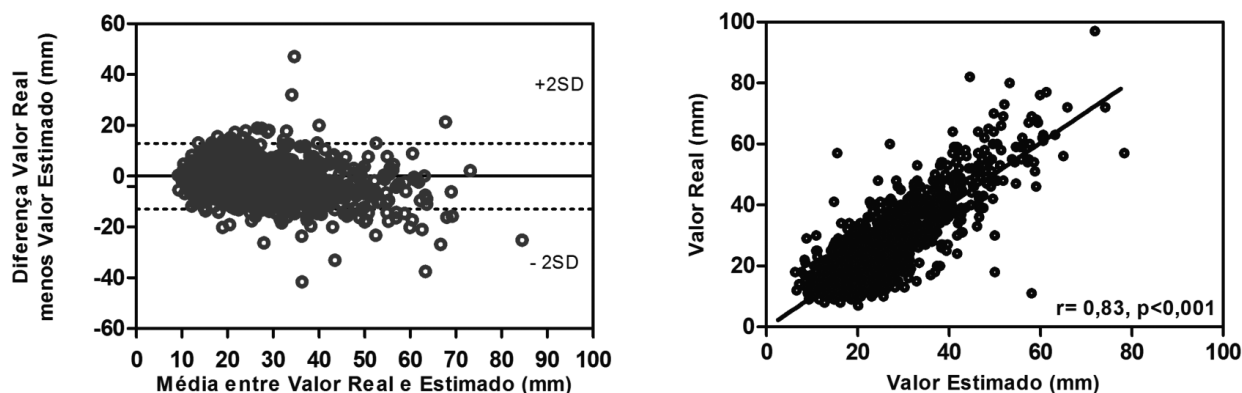 Diferença Valor Real
menos Valor Estimado (mm)
60
40
20
0
-20
-40
-60
+2SD
- 2SD
0 10 20 30 40 50 60 70 80 90 100
Média entre Valor Real e Estimado (mm)
Valor Real (mm)
100
80
60
40
20
0
r= 0,83, p<0,001
0 20 40 60 80 100
Valor Estimado (mm)